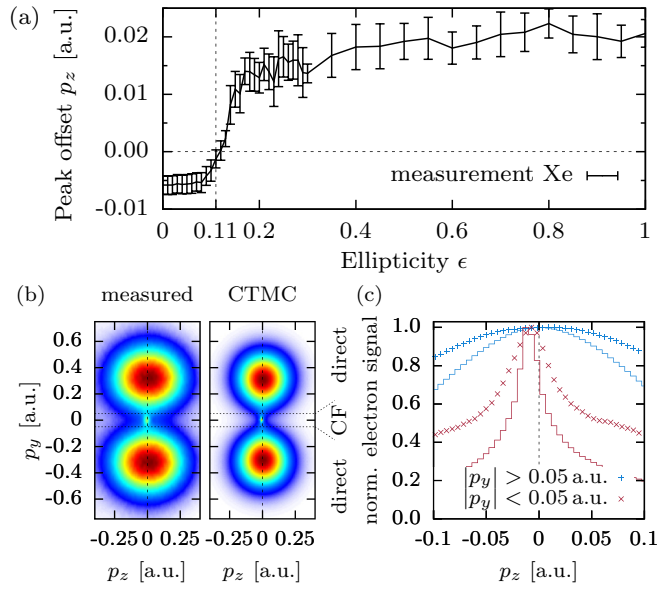 (a)
Peak offset p_z [a.u.]
0.02
0.01
0.00
-0.01
measurement Xe
0 0.11 0.2 0.4 0.6 0.8 1
Ellipticity ϵ
(b)
measured CTMC
p_y [a.u.]
0.6
0.4
0.2
0
-0.2
-0.4
-0.6
direct
CF
direct
-0.25 0 0.25 -0.25 0 0.25
p_z [a.u.] p_z [a.u.]
(c)
norm. electron signal
1.0
0.8
0.6
0.4
0.2
0.0
|p_y| > 0.05 a.u.
|p_y| < 0.05 a.u.
-0.1 -0.05 0 0.05 0.1
p_z [a.u.]